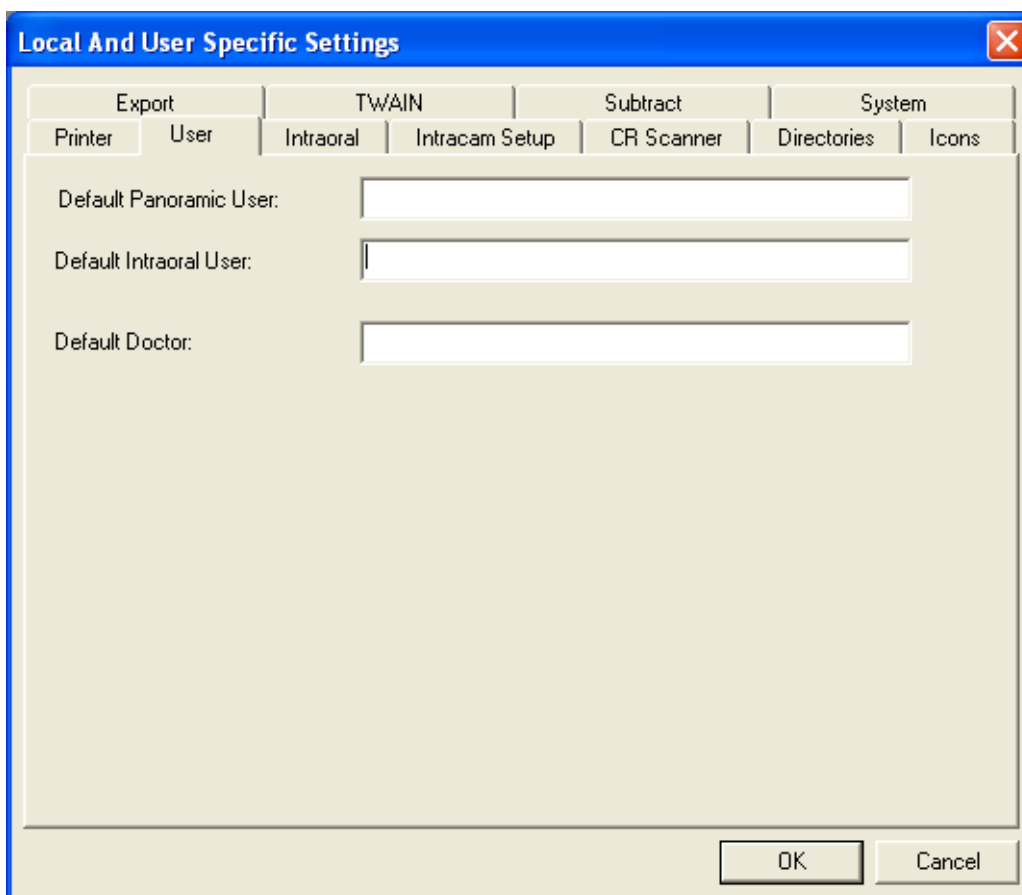 Local And User Specific Settings
Export TWAIN Subtract System
Printer User Intraoral Intracam Setup CR Scanner Directories Icons
Default Panoramic User:
Default Intraoral User:
Default Doctor:
OK Cancel